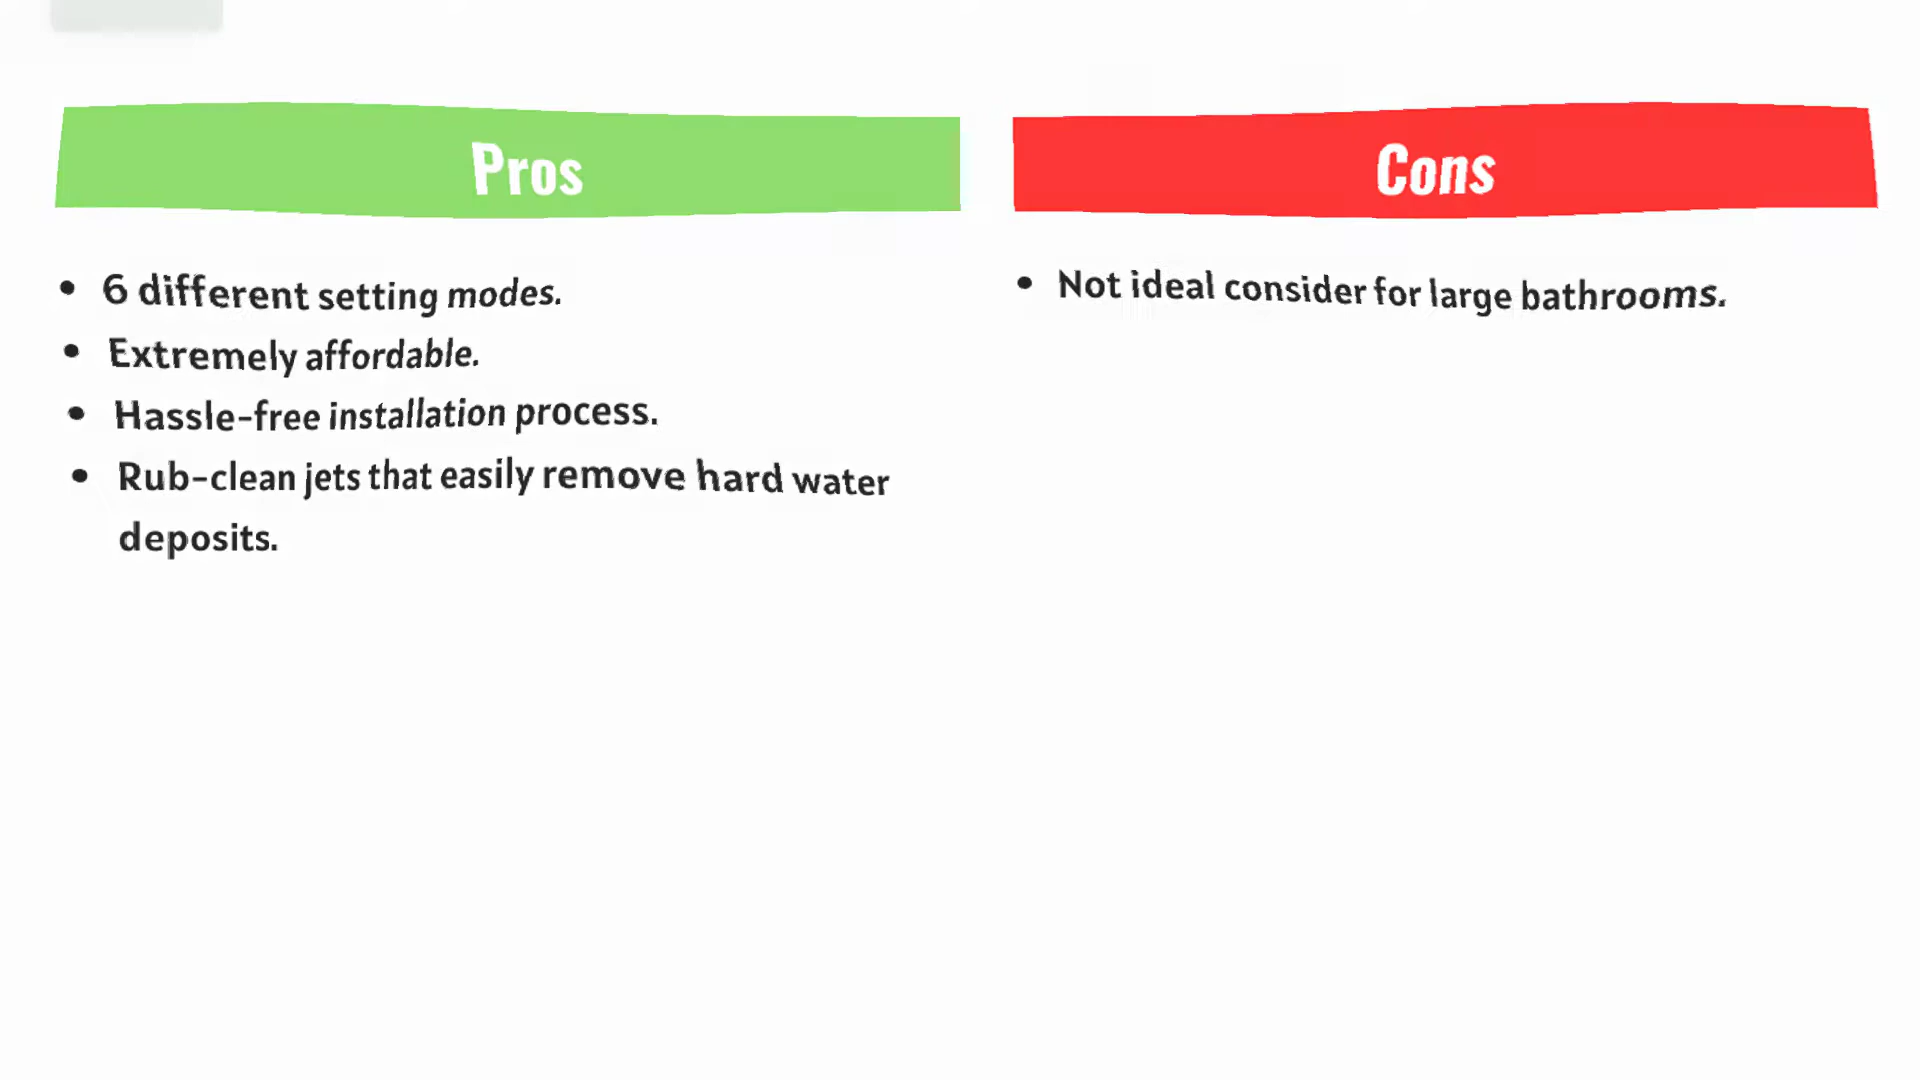 Pros
• 6 different setting modes.
• Extremely affordable.
• Hassle-free installation process.
• Rub-clean jets that easily remove hard water
deposits.
Cons
• Not ideal consider for large bathrooms.